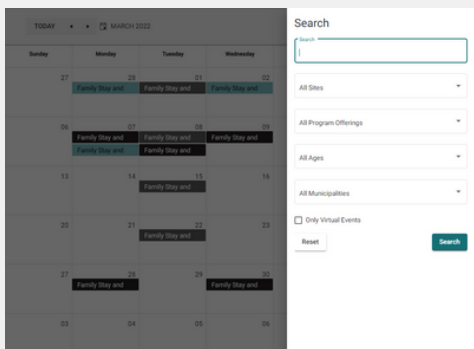 TODAY MARCH 2022
Sunday Monday Tuesday Wednesday
27 28 01 02
Family Stay and Family Stay and Family Stay and
06 07 08 09
Family Stay and Family Stay and Family Stay and
Family Stay and Family Stay and
13 14 15 16
Family Stay and
20 21 22 23
Family Stay and
27 28 29 30
Family Stay and Family Stay and
03 04 05 06
Search
Search
All Sites
All Program Offerings
All Ages
All Municipalities
Only Virtual Events
Reset Search